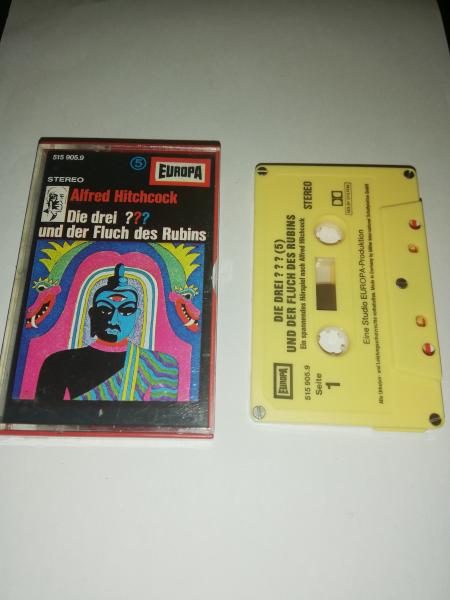 515 905.9
5
EUROPA
STEREO
Alfred Hitchcock
Die drei ???
und der Fluch des Rubins
DIE DREI ? ? ? (5)
UND DER FLUCH DES RUBINS
STEREO
Ein spannendes Hörspiel nach Alfred Hitchcock
EUROPA
515 905.9
Seite
1
Eine Studio EUROPA-Produktion